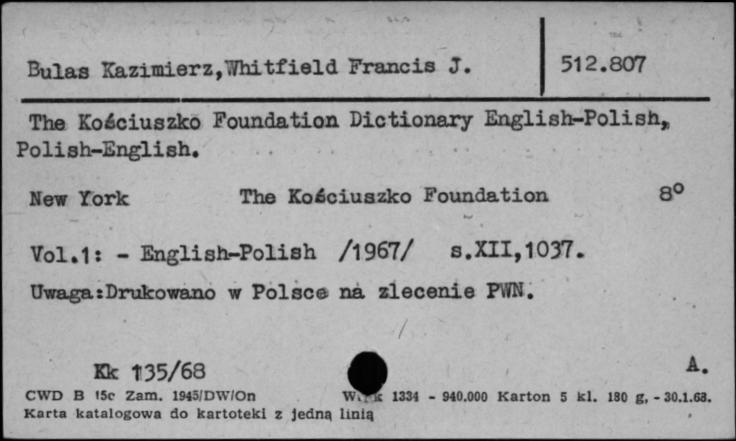 Bulas Kazimierz,Whitfield Francis J. 512.807
The Kościuszko Foundation Dictionary English-Polish,
Polish-English.
New York The Kościuszko Foundation 8°
Vol.1: - English-Polish /1967/ s.XII,1037.
Uwaga:Drukowano w Polsce na zlecenie PWN.
Kk 135/68 A.
CWD B 15c Zam. 1945/DW/On 1334 - 940.000 Karton 5 kl. 180 g. - 30.1.68.
Karta katalogowa do kartoteki z jedną linią